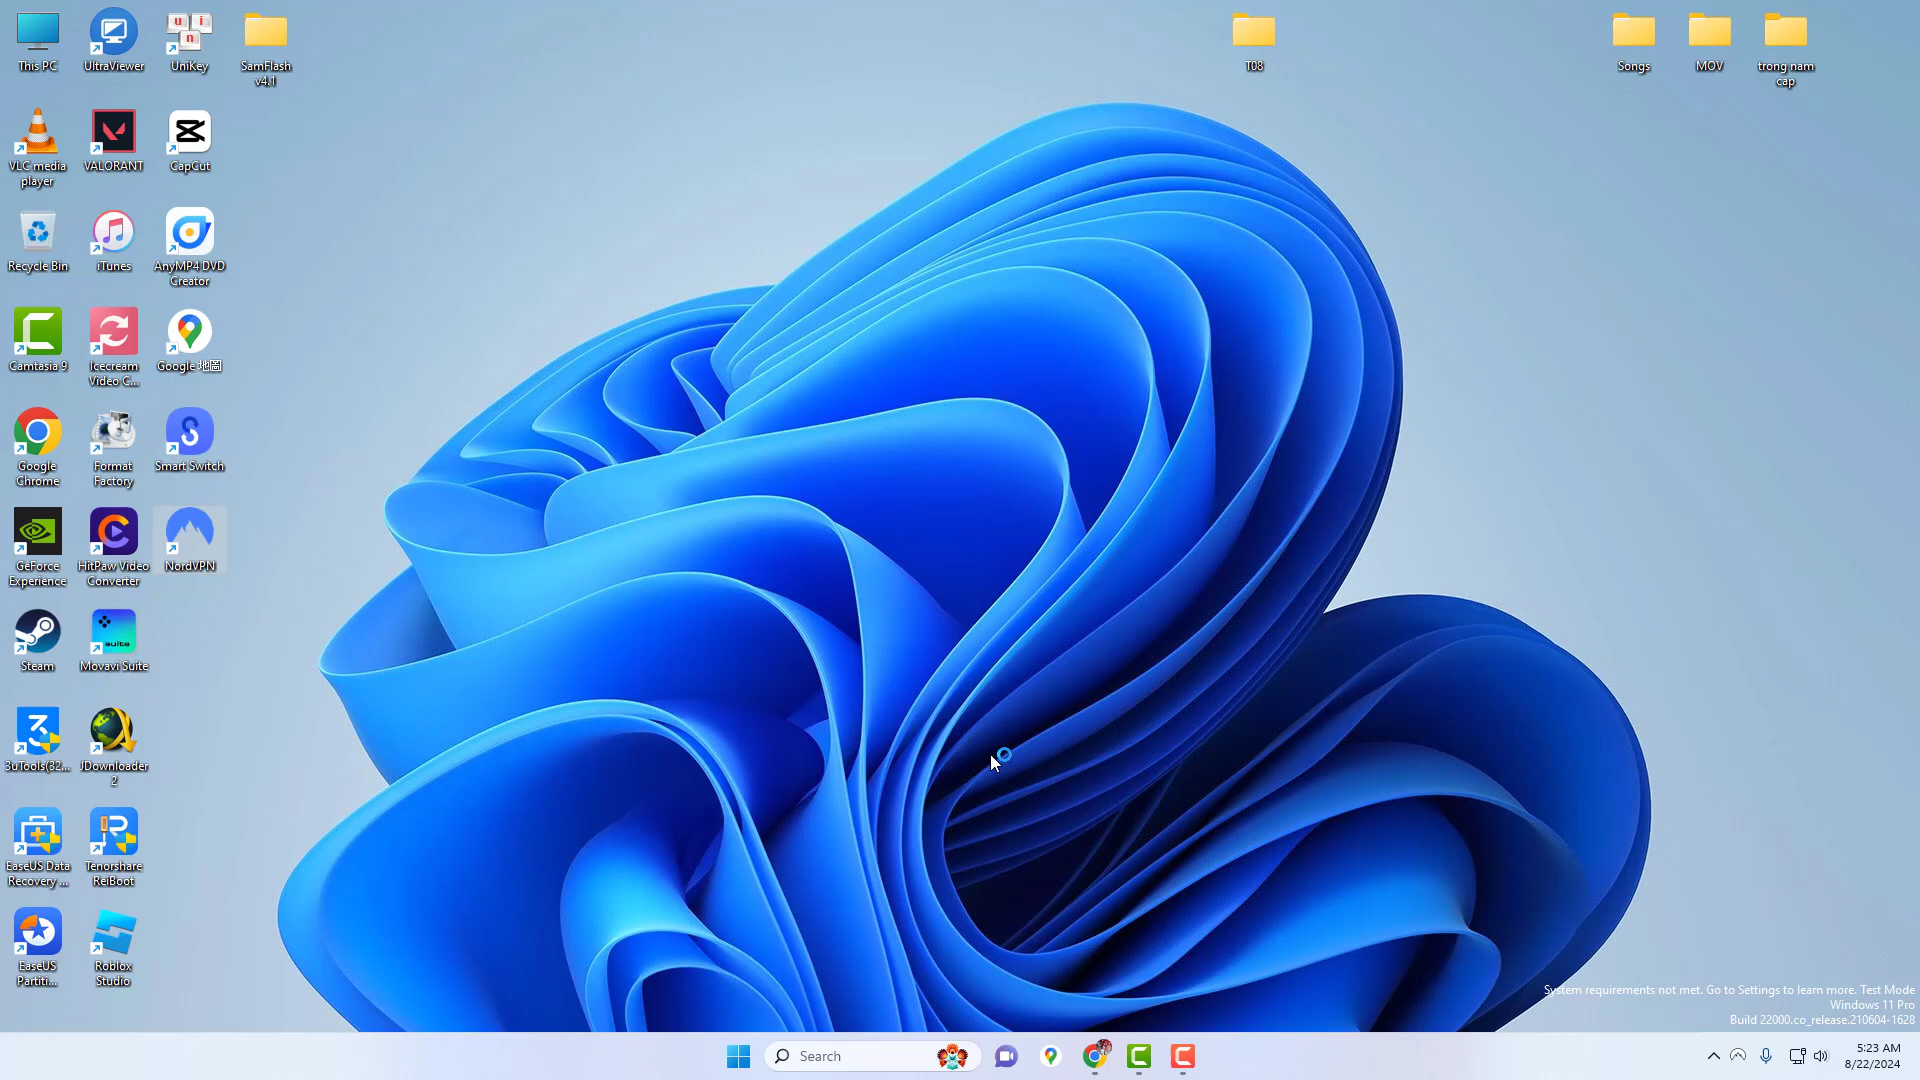 This PC
UltraViewer
UniKey
SamFlash
v4.1
T08
Songs
MOV
trong nam
cap
VLC media
player
VALORANT
CapCut
Recycle Bin
iTunes
AnyMP4 DVD
Creator
Camtasia 9
Icecream
Video C...
Google 地圖
Google
Chrome
Format
Factory
Smart Switch
GeForce
Experience
HitPaw Video
Converter
NordVPN
Steam
suite
Movavi Suite
3uTools(32...
JDownloader
2
EaseUS Data
Recovery ...
Tenorshare
ReiBoot
EaseUS
Partiti...
Roblox
Studio
System requirements not met. Go to Settings to learn more. Test Mode
Windows 11 Pro
Build 22000.co_release.210604-1628
Search
5:23 AM
8/22/2024